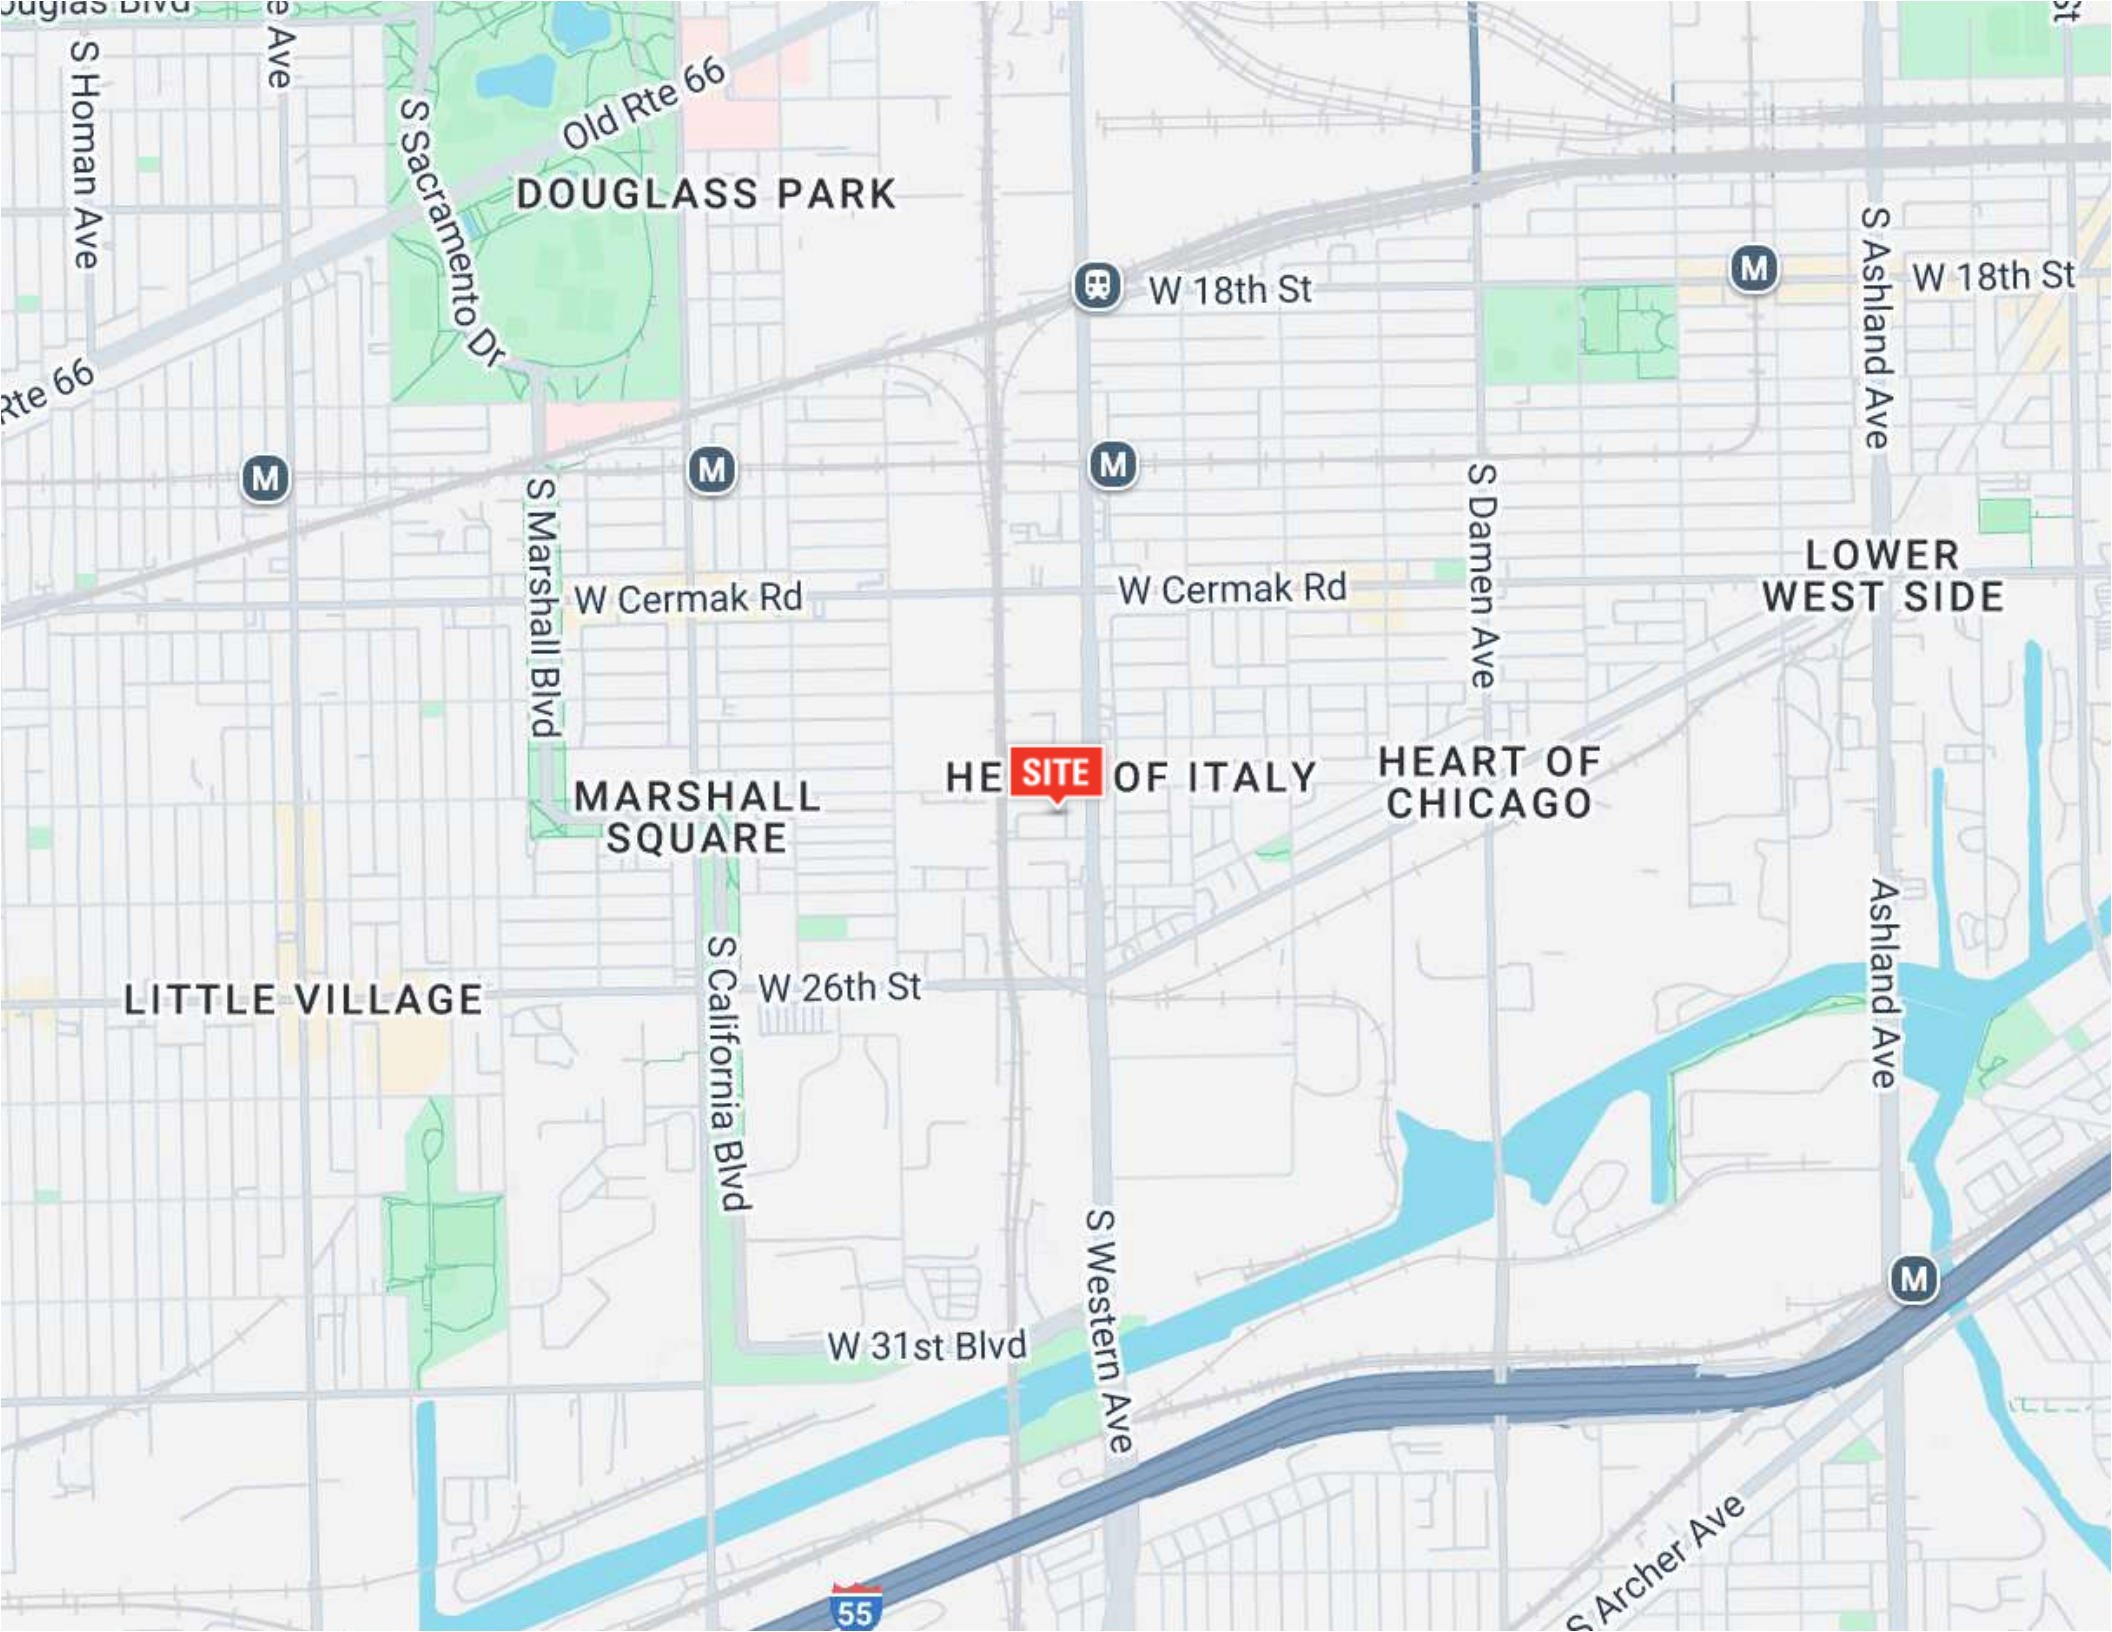 S Homan Ave
Ave
S Sacramento Dr
Old Rte 66
DOUGLASS PARK
W 18th St
M
S Ashland Ave
W 18th St
Rte 66
M
M
M
S Marshall Blvd
S Damen Ave
LOWER
WEST SIDE
W Cermak Rd
W Cermak Rd
HE
SITE
OF ITALY
HEART OF
CHICAGO
MARSHALL
SQUARE
LITTLE VILLAGE
S California Blvd
W 26th St
Ashland Ave
M
S Western Ave
W 31st Blvd
S Archer Ave
55